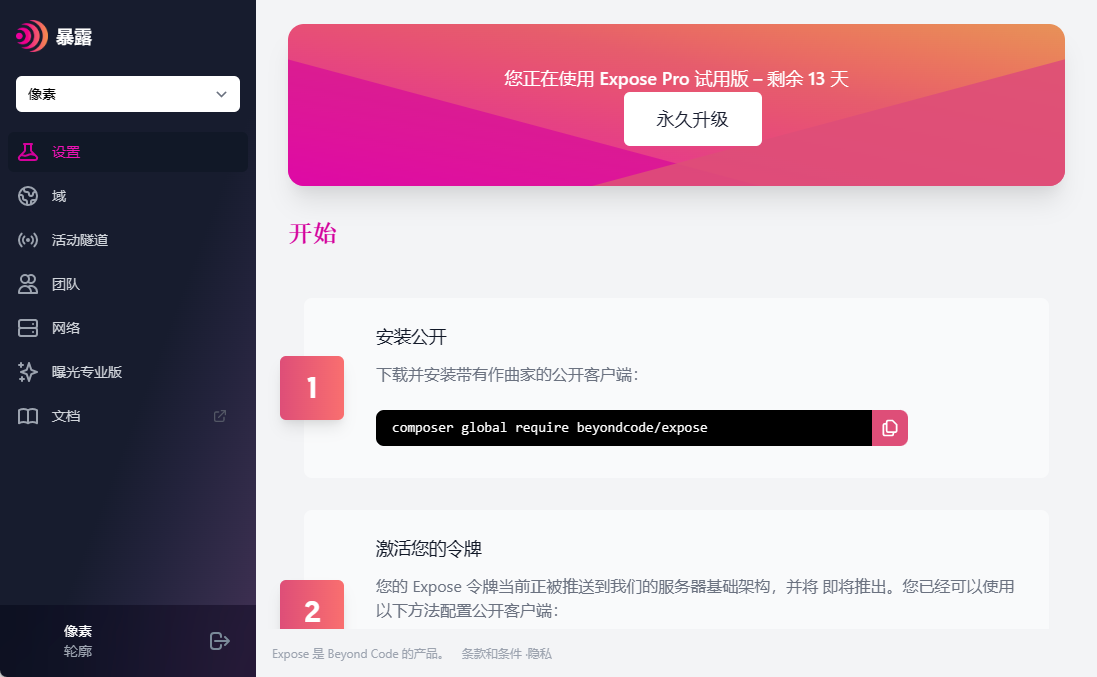 暴露
像素
设置
域
活动隧道
团队
网络
曝光专业版
文档
像素
轮廓
您正在使用 Expose Pro 试用版 – 剩余 13 天
永久升级
开始
1
安装公开
下载并安装带有作曲家的公开客户端：
composer global require beyondcode/expose
2
激活您的令牌
您的 Expose 令牌当前正被推送到我们的服务器基础架构，并将 即将推出。您已经可以使用
以下方法配置公开客户端：
Expose 是 Beyond Code 的产品。 条款和条件 ·隐私